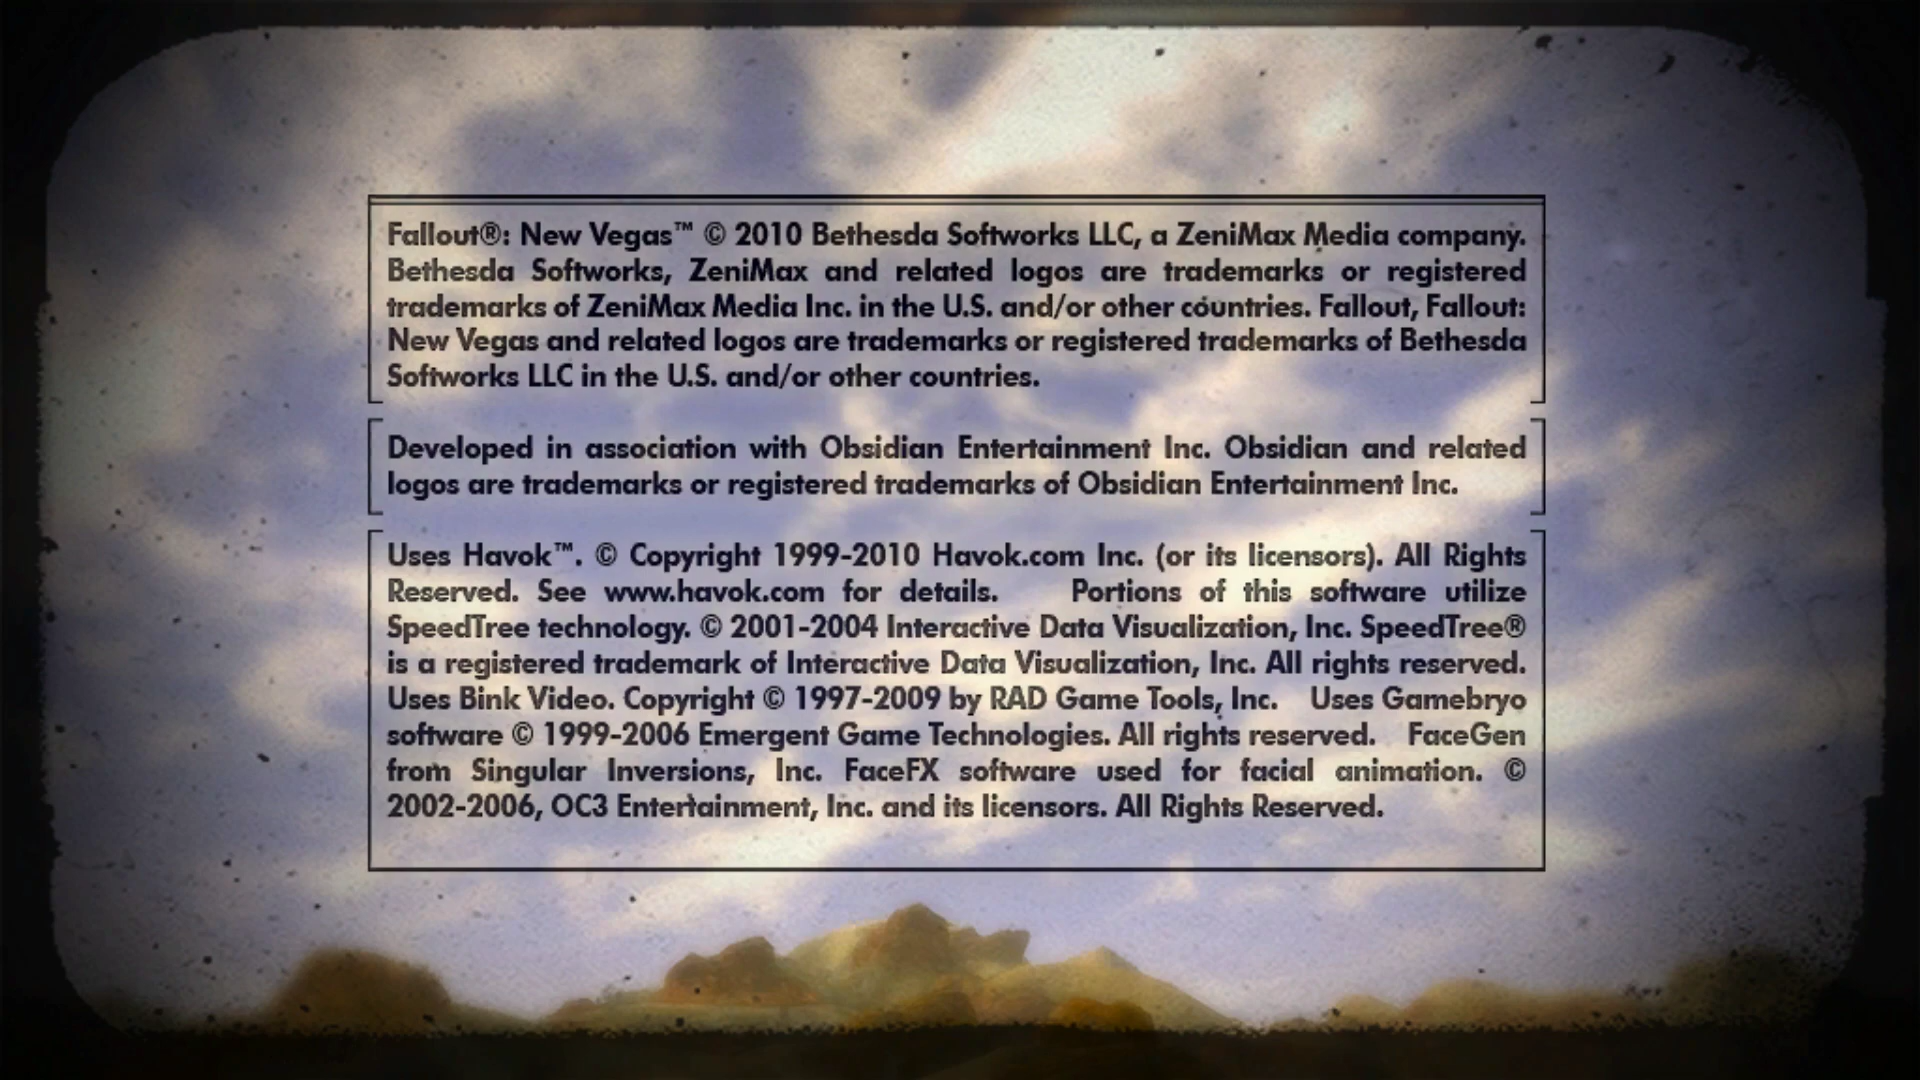 Fallout®: New Vegas™ © 2010 Bethesda Softworks LLC, a ZeniMax Media company.
Bethesda Softworks, ZeniMax and related logos are trademarks or registered
trademarks of ZeniMax Media Inc. in the U.S. and/or other countries. Fallout, Fallout:
New Vegas and related logos are trademarks or registered trademarks of Bethesda
Softworks LLC in the U.S. and/or other countries.
Developed in association with Obsidian Entertainment Inc. Obsidian and related
logos are trademarks or registered trademarks of Obsidian Entertainment Inc.
Uses Havok™. © Copyright 1999-2010 Havok.com Inc. (or its licensors). All Rights
Reserved. See www.havok.com for details. Portions of this software utilize
SpeedTree technology. © 2001-2004 Interactive Data Visualization, Inc. SpeedTree®
is a registered trademark of Interactive Data Visualization, Inc. All rights reserved.
Uses Bink Video. Copyright © 1997-2009 by RAD Game Tools, Inc. Uses Gamebryo
software © 1999-2006 Emergent Game Technologies. All rights reserved. FaceGen
from Singular Inversions, Inc. FaceFX software used for facial animation. ©
2002-2006, OC3 Entertainment, Inc. and its licensors. All Rights Reserved.